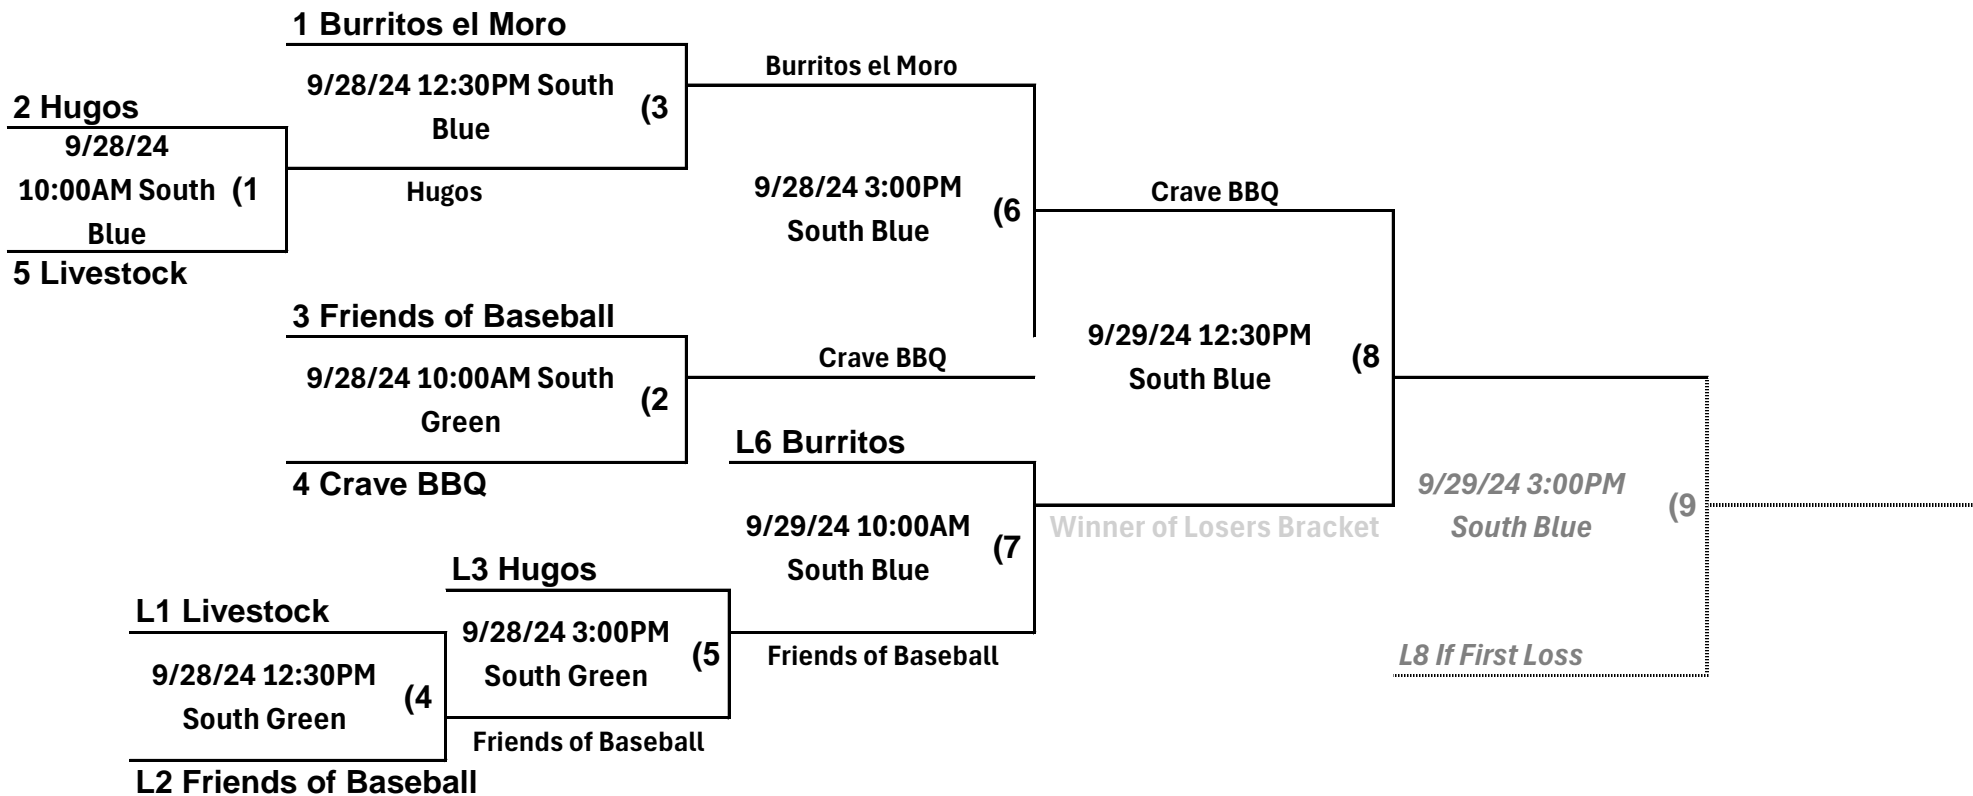 1 Burritos el Moro
9/28/24 12:30PM South
Blue
(3
Burritos el Moro
2 Hugos
9/28/24
10:00AM South
Blue
(1
Hugos
5 Livestock
9/28/24 3:00PM
South Blue
(6
Crave BBQ
3 Friends of Baseball
9/28/24 10:00AM South
Green
(2
Crave BBQ
4 Crave BBQ
9/29/24 12:30PM
South Blue
(8
L6 Burritos
9/29/24 10:00AM
South Blue
(7
Winner of Losers Bracket
9/29/24 3:00PM
South Blue
(9
L3 Hugos
9/28/24 3:00PM
South Green
(5
Friends of Baseball
L8 If First Loss
L1 Livestock
9/28/24 12:30PM
South Green
(4
Friends of Baseball
L2 Friends of Baseball